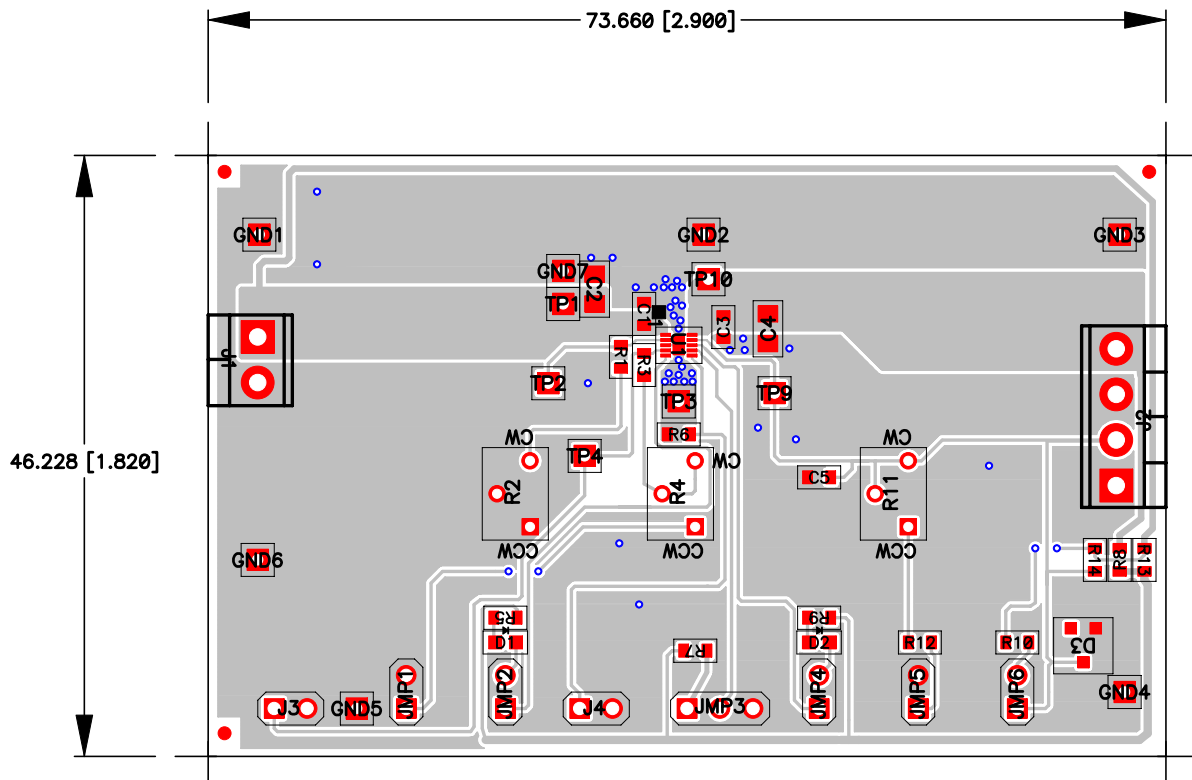 73.660 [2.900]
GND1
GND2
GND3
GND7
C2
TP10
TP1
C1
1
C3
C4
J1
R1
R3
U1
TP2
TP9
TP3
J2
R6
CW
CW
CW
46.228 [1.820]
TP4
C5
R2
R4
R11
CCW
CCW
CCW
GND6
R14
R8
R13
R5
R9
*
*
D1
D2
R12
R10
D3
R7
JMP1
JMP2
JMP4
JMP5
JMP6
GND4
J3
GND5
J4
JMP3